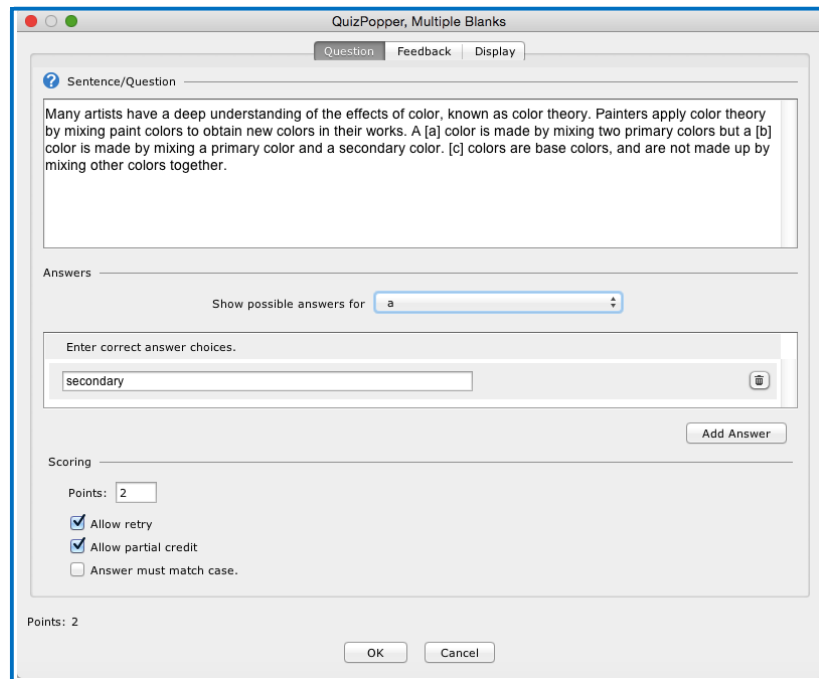 QuizPopper, Multiple Blanks
Question Feedback Display
? Sentence/Question
Many artists have a deep understanding of the effects of color, known as color theory. Painters apply color theory
by mixing paint colors to obtain new colors in their works. A [a] color is made by mixing two primary colors but a [b]
color is made by mixing a primary color and a secondary color. [c] colors are base colors, and are not made up by
mixing other colors together.
Answers
Show possible answers for a
Enter correct answer choices.
secondary
Add Answer
Scoring
Points: 2
Allow retry
Allow partial credit
Answer must match case.
Points: 2
OK Cancel